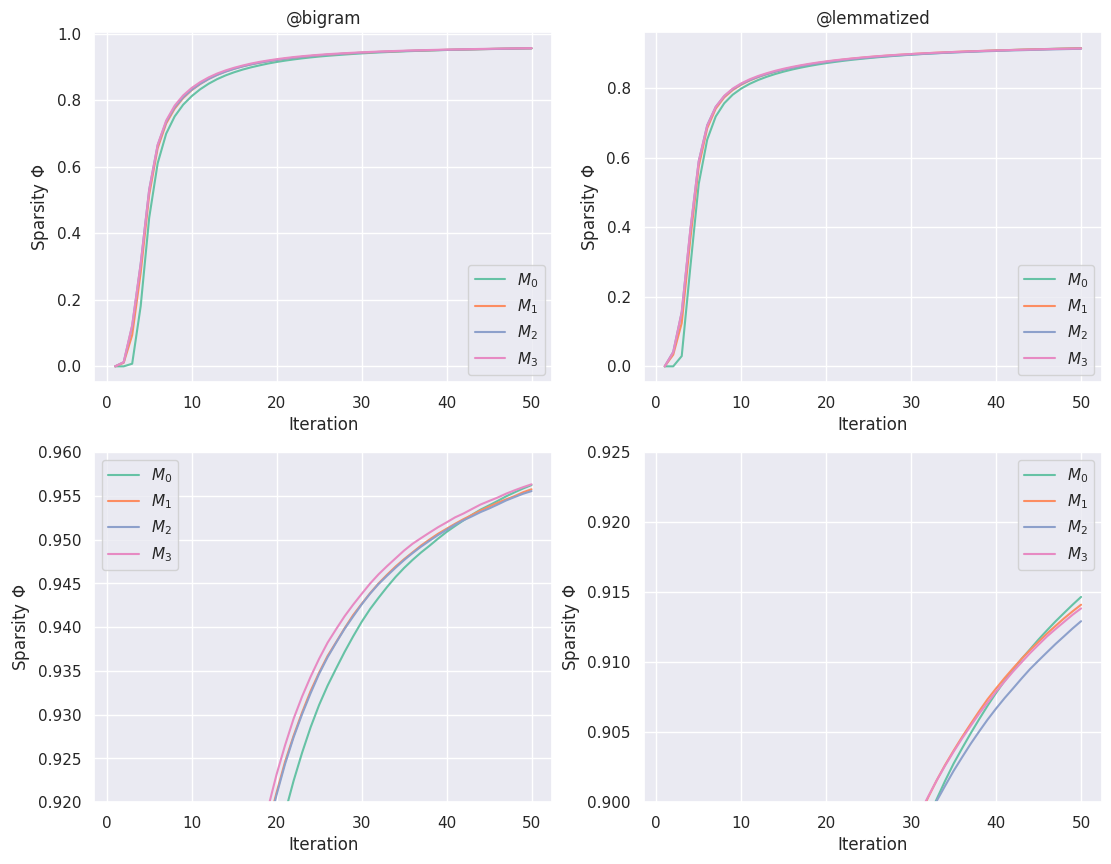 @bigram
1.0
0.8
0.6
0.4
0.2
0.0
Sparsity Φ
0 10 20 30 40 50
Iteration
M0
M1
M2
M3
@lemmatized
0.8
0.6
0.4
0.2
0.0
Sparsity Φ
0 10 20 30 40 50
Iteration
M0
M1
M2
M3
0.960
0.955
0.950
0.945
0.940
0.935
0.930
0.925
0.920
Sparsity Φ
0 10 20 30 40 50
Iteration
M0
M1
M2
M3
0.925
0.920
0.915
0.910
0.905
0.900
Sparsity Φ
0 10 20 30 40 50
Iteration
M0
M1
M2
M3